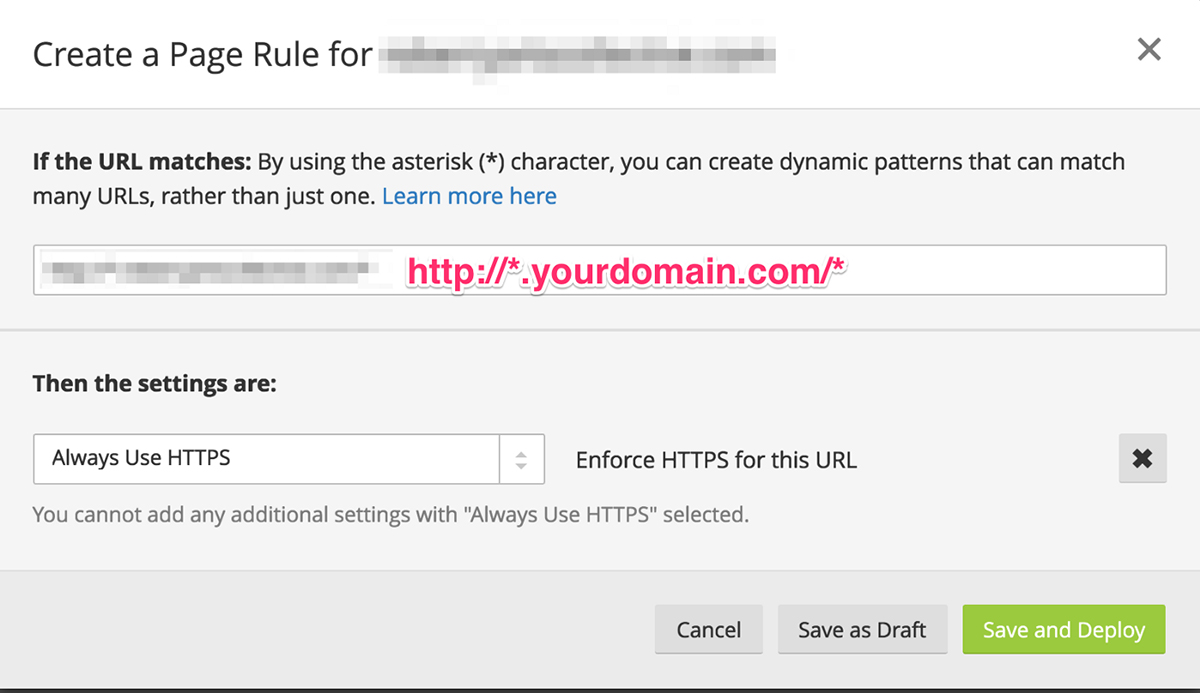 Create a Page Rule for
If the URL matches: By using the asterisk (*) character, you can create dynamic patterns that can match
many URLs, rather than just one. Learn more here
http://*.yourdomain.com/*
Then the settings are:
Always Use HTTPS
Enforce HTTPS for this URL
You cannot add any additional settings with "Always Use HTTPS" selected.
Cancel
Save as Draft
Save and Deploy